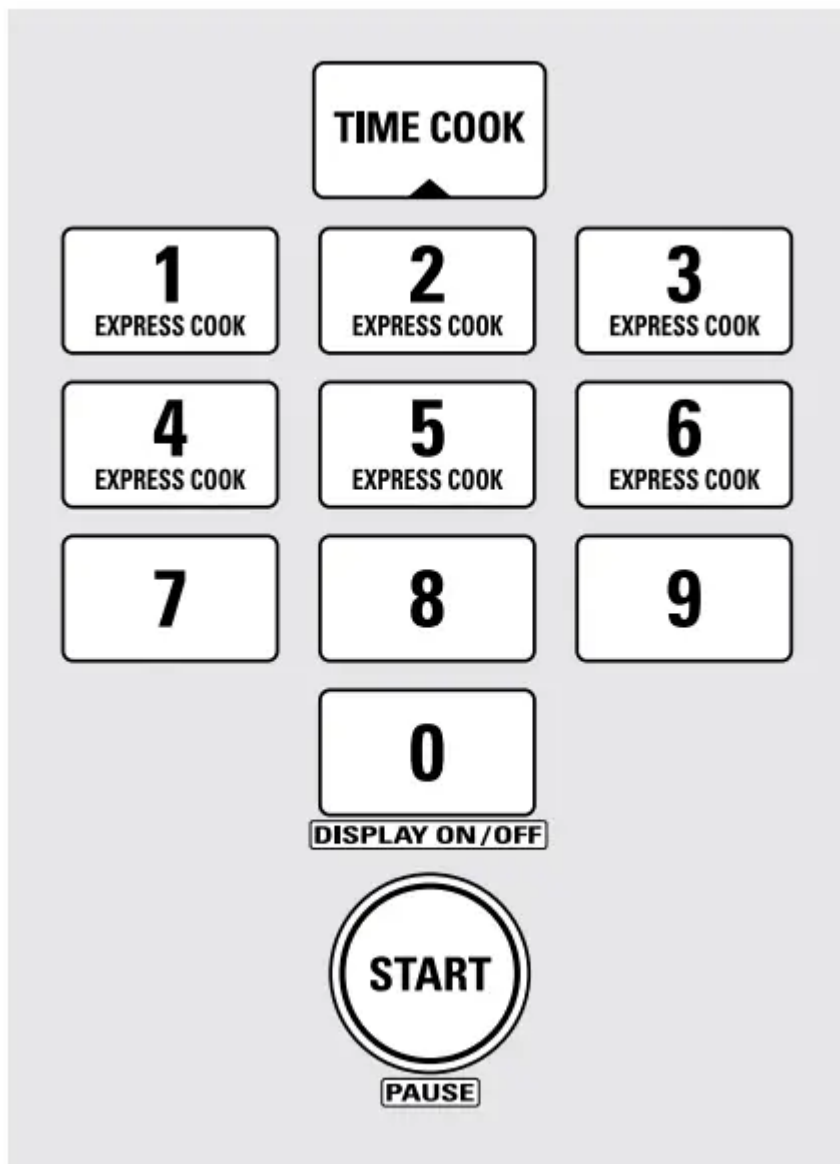 TIME COOK
1 2 3
EXPRESS COOK EXPRESS COOK EXPRESS COOK
4 5 6
EXPRESS COOK EXPRESS COOK EXPRESS COOK
7 8 9
0
DISPLAY ON/OFF
START
PAUSE